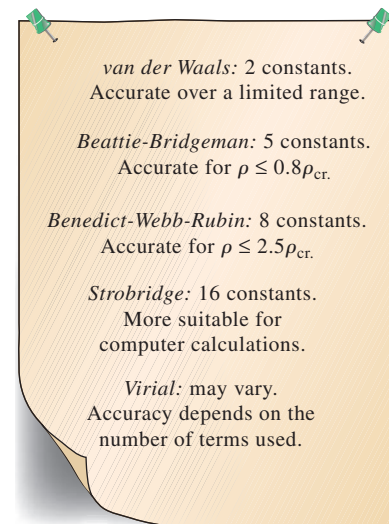 van der Waals: 2 constants.
Accurate over a limited range.
Beattie-Bridgeman: 5 constants.
Accurate for ρ ≤ 0.8ρcr.
Benedict-Webb-Rubin: 8 constants.
Accurate for ρ ≤ 2.5ρcr.
Strobridge: 16 constants.
More suitable for
computer calculations.
Virial: may vary.
Accuracy depends on the
number of terms used.